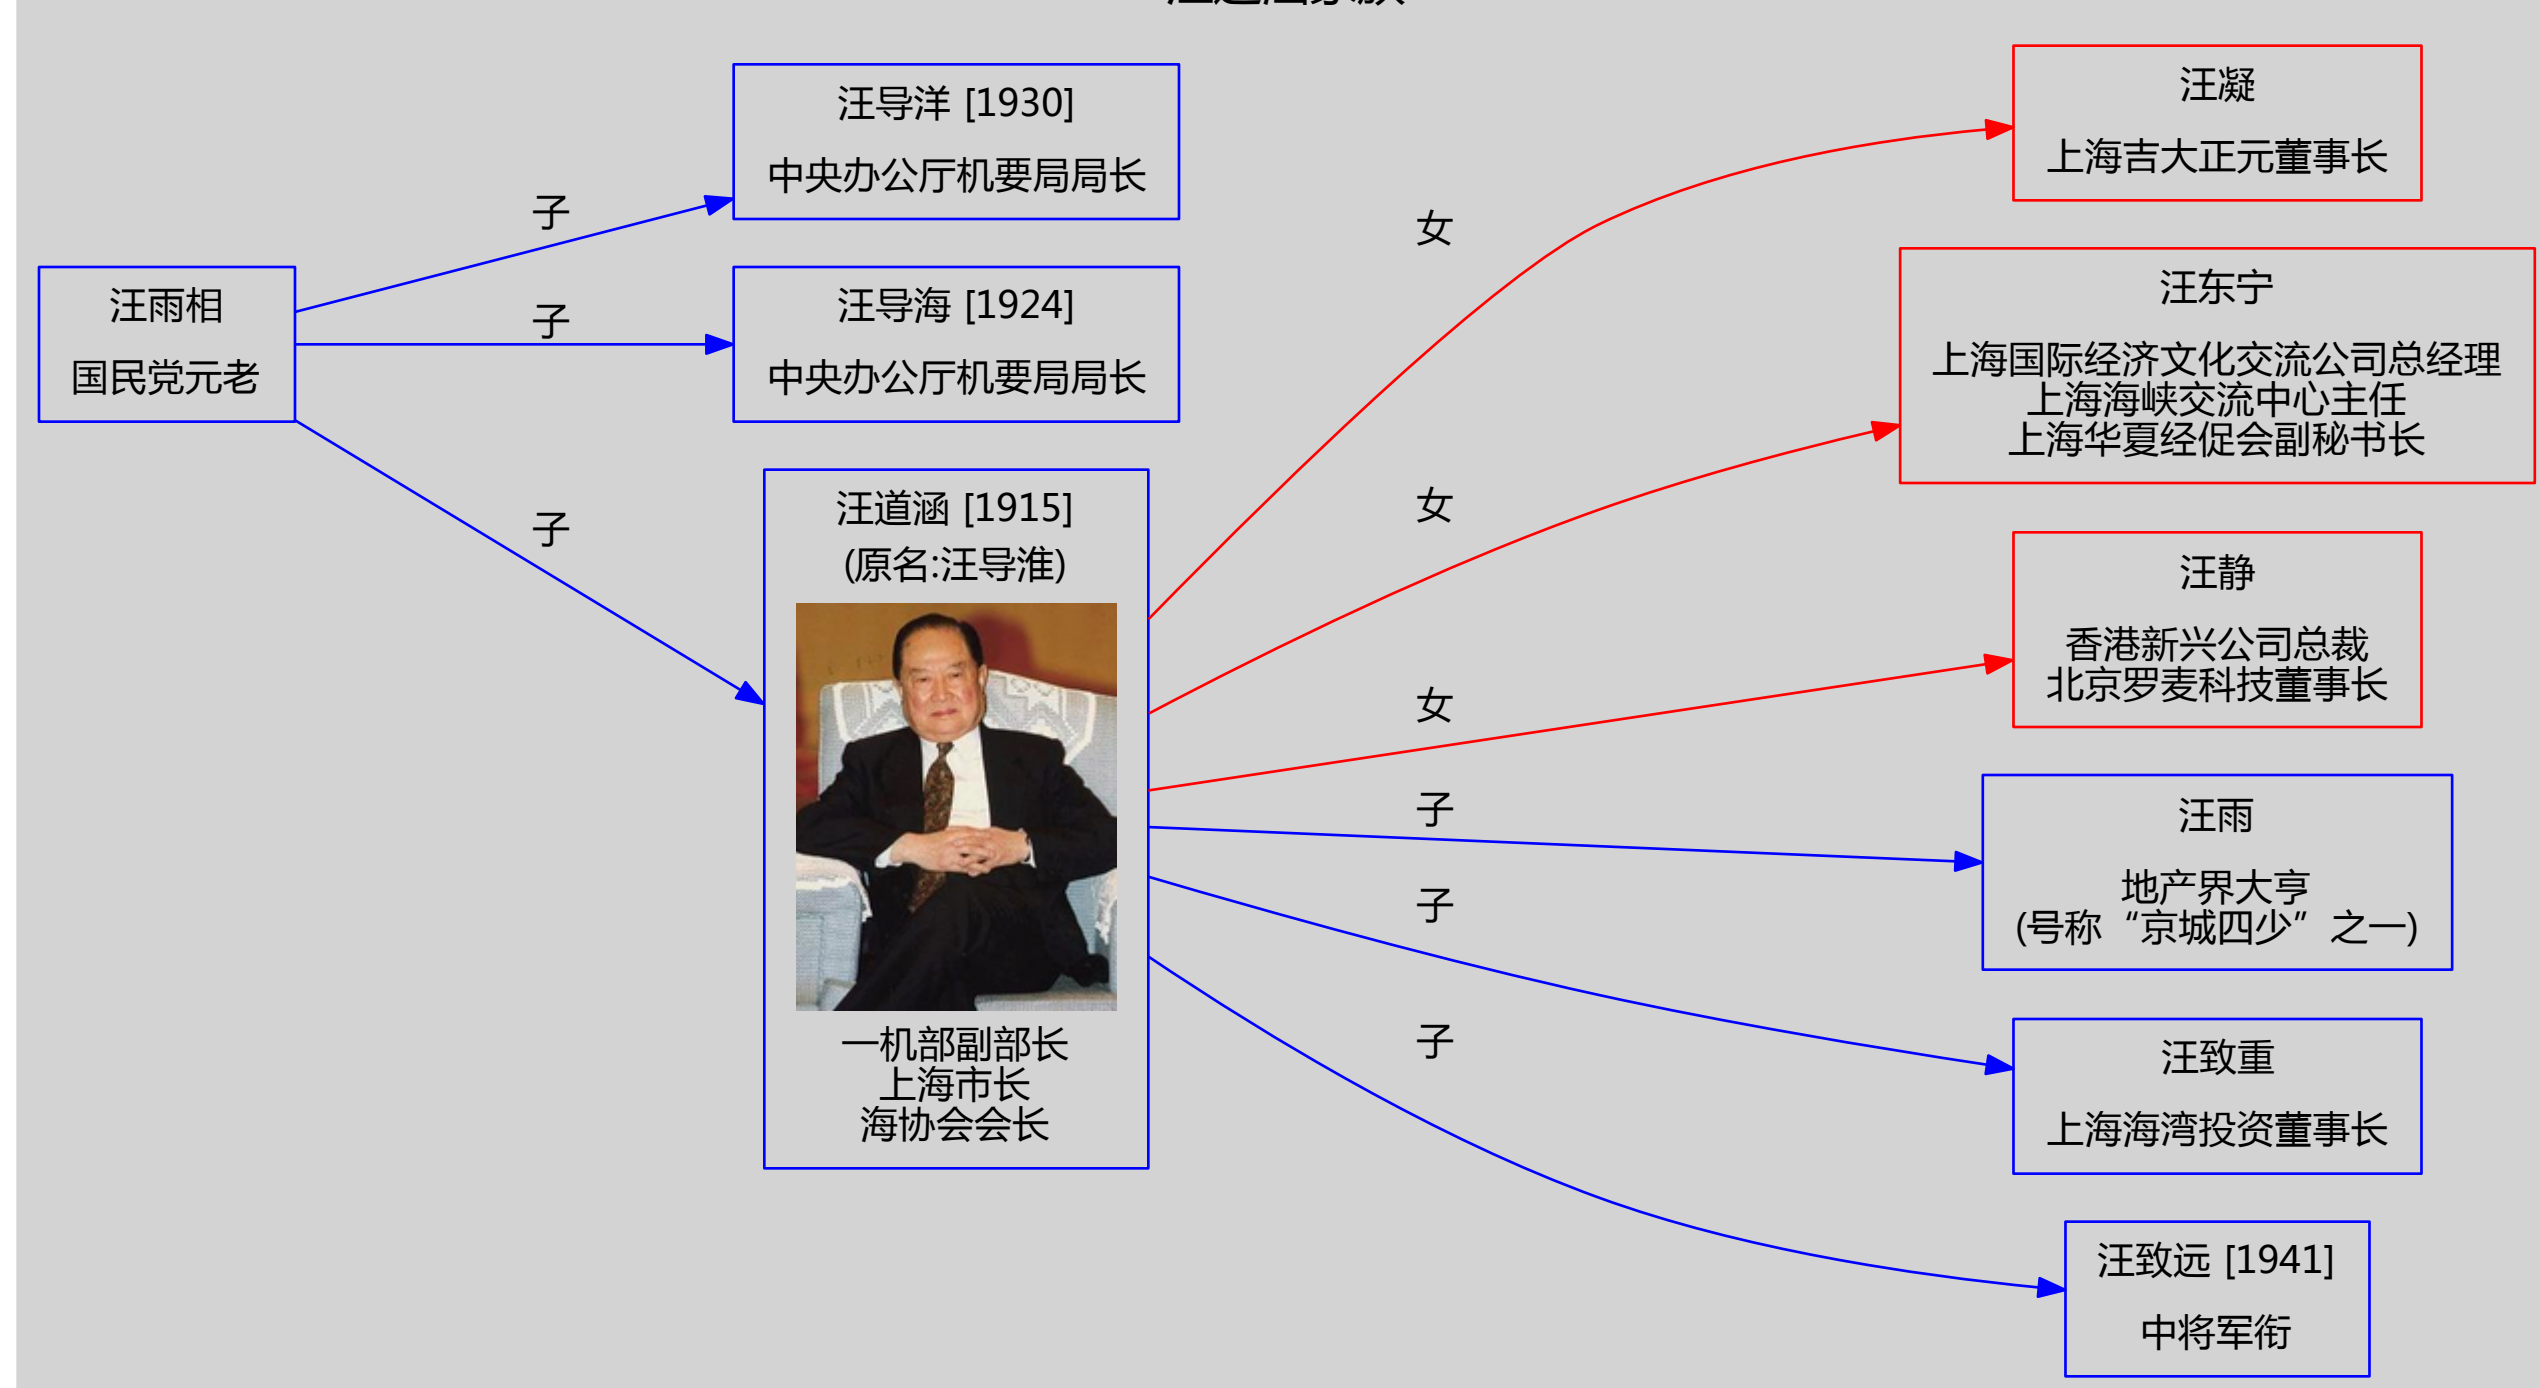 汪雨相
国民党元老
子
子
子
汪导洋 [1930]
中央办公厅机要局局长
汪导海 [1924]
中央办公厅机要局局长
汪道涵 [1915]
(原名:汪导淮)
一机部副部长
上海市长
海协会会长
女
女
女
子
子
子
汪凝
上海吉大正元董事长
汪东宁
上海国际经济文化交流公司总经理
上海海峡交流中心主任
上海华夏经促会副秘书长
汪静
香港新兴公司总裁
北京罗麦科技董事长
汪雨
地产界大亨
(号称“京城四少”之一)
汪致重
上海海湾投资董事长
汪致远 [1941]
中将军衔